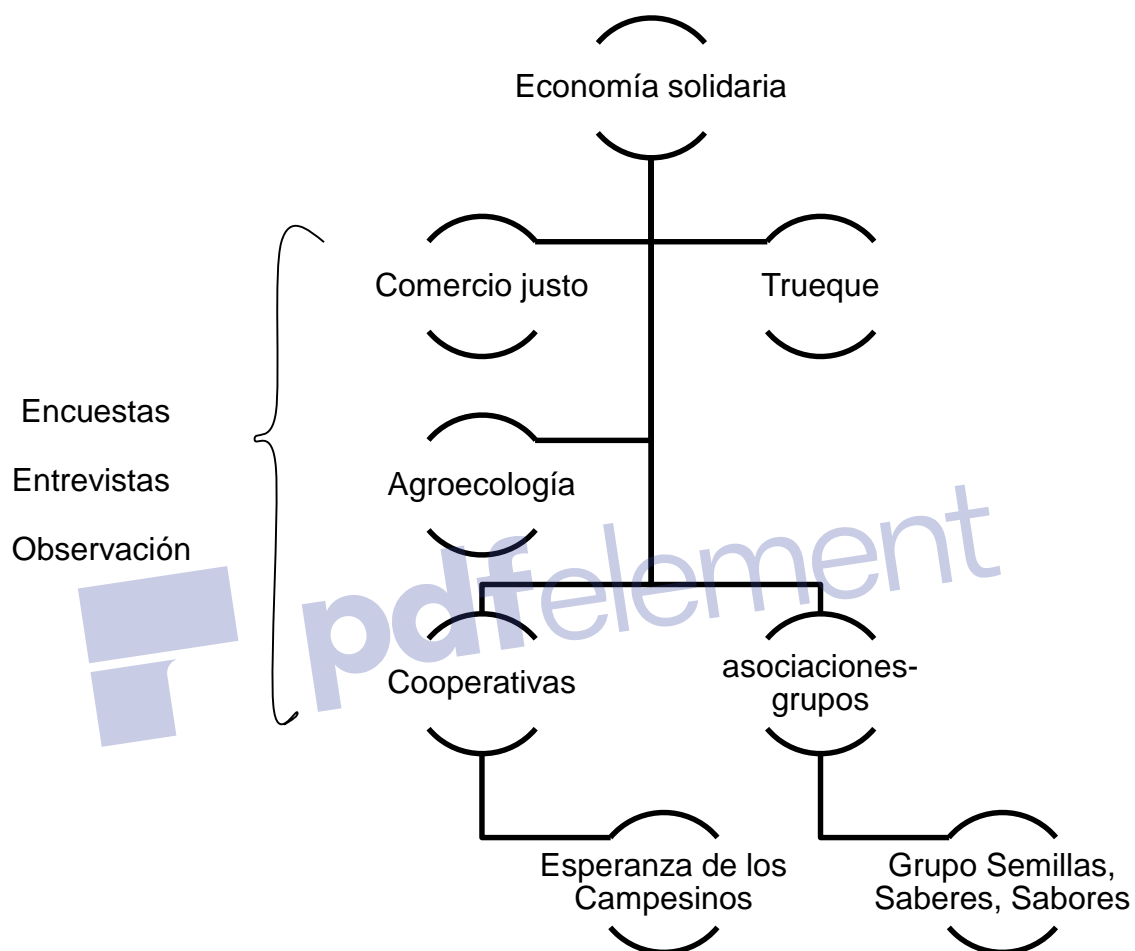 Economía solidaria
Comercio justo
Trueque
Encuestas
Entrevistas
Observación
Agroecología
pdfelement
Cooperativas
asociaciones-
grupos
Esperanza de los
Campesinos
Grupo Semillas,
Saberes, Sabores